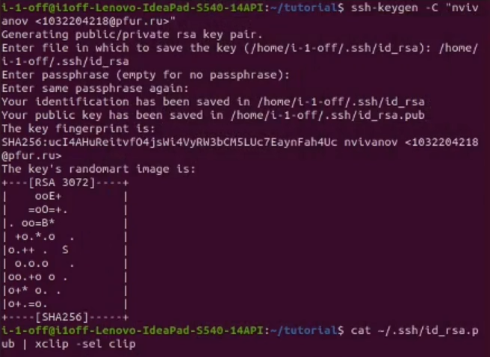 i-1-off@i1off-Lenovo-IdeaPad-S540-14API:~/tutorial$ ssh-keygen -C "nviv
anov <1032204218@pfur.ru>"
Generating public/private rsa key pair.
Enter file in which to save the key (/home/i-1-off/.ssh/id_rsa): /home/
i-1-off/.ssh/id_rsa
Enter passphrase (empty for no passphrase):
Enter same passphrase again:
Your identification has been saved in /home/i-1-off/.ssh/id_rsa
Your public key has been saved in /home/i-1-off/.ssh/id_rsa.pub
The key fingerprint is:
SHA256:ucI4AHuReitvfO4jsWi4VyRW3bCM5LUc7EaynFah4Uc nvivanov <1032204218
@pfur.ru>
The key's randomart image is:
+---[RSA 3072]----+
|     ooE+        |
|    =oO=+.       |
|. oo=B*          |
| +o.*.o  .       |
|o.++ .  S        |
| o.o.o   .       |
|oo.+o o .        |
|o+* o. .         |
|o+.=o.           |
+----[SHA256]-----+
i-1-off@i1off-Lenovo-IdeaPad-S540-14API:~/tutorial$ cat ~/.ssh/id_rsa.p
ub | xclip -sel clip